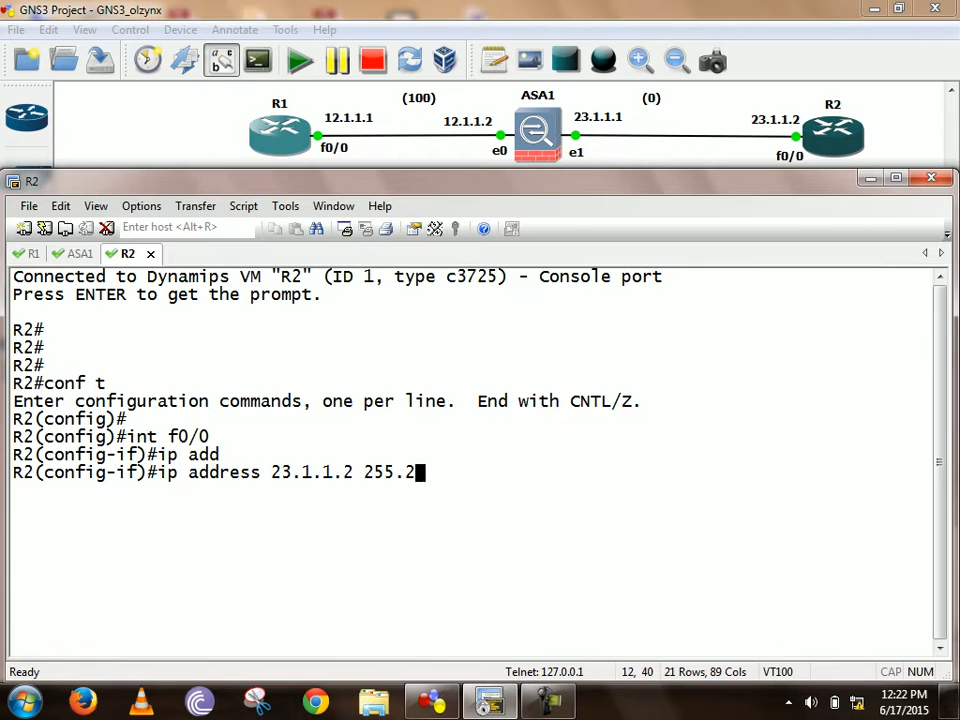 GNS3 Project - GNS3_olzynx
File Edit View Control Device Annotate Tools Help
(100) ASA1 (0)
R1 R2
12.1.1.1 12.1.1.2 23.1.1.1 23.1.1.2
f0/0 e0 e1 f0/0
R2
File Edit View Options Transfer Script Tools Window Help
Enter host <Alt+R>
R1 ASA1 R2
Connected to Dynamips VM "R2" (ID 1, type c3725) - Console port
Press ENTER to get the prompt.
R2#
R2#
R2#
R2#conf t
Enter configuration commands, one per line.  End with CNTL/Z.
R2(config)#
R2(config)#int f0/0
R2(config-if)#ip add
R2(config-if)#ip address 23.1.1.2 255.2
Ready Telnet: 127.0.0.1 12, 40 21 Rows, 89 Cols VT100 CAP NUM
12:22 PM
6/17/2015